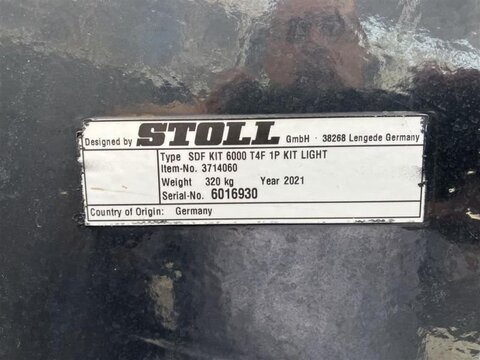 Designed by STOLL GmbH · 38268 Lengede Germany
Type SDF KIT 6000 T4F 1P KIT LIGHT
Item-No. 3714060
Weight 320 kg Year 2021
Serial-No. 6016930
Country of Origin: Germany